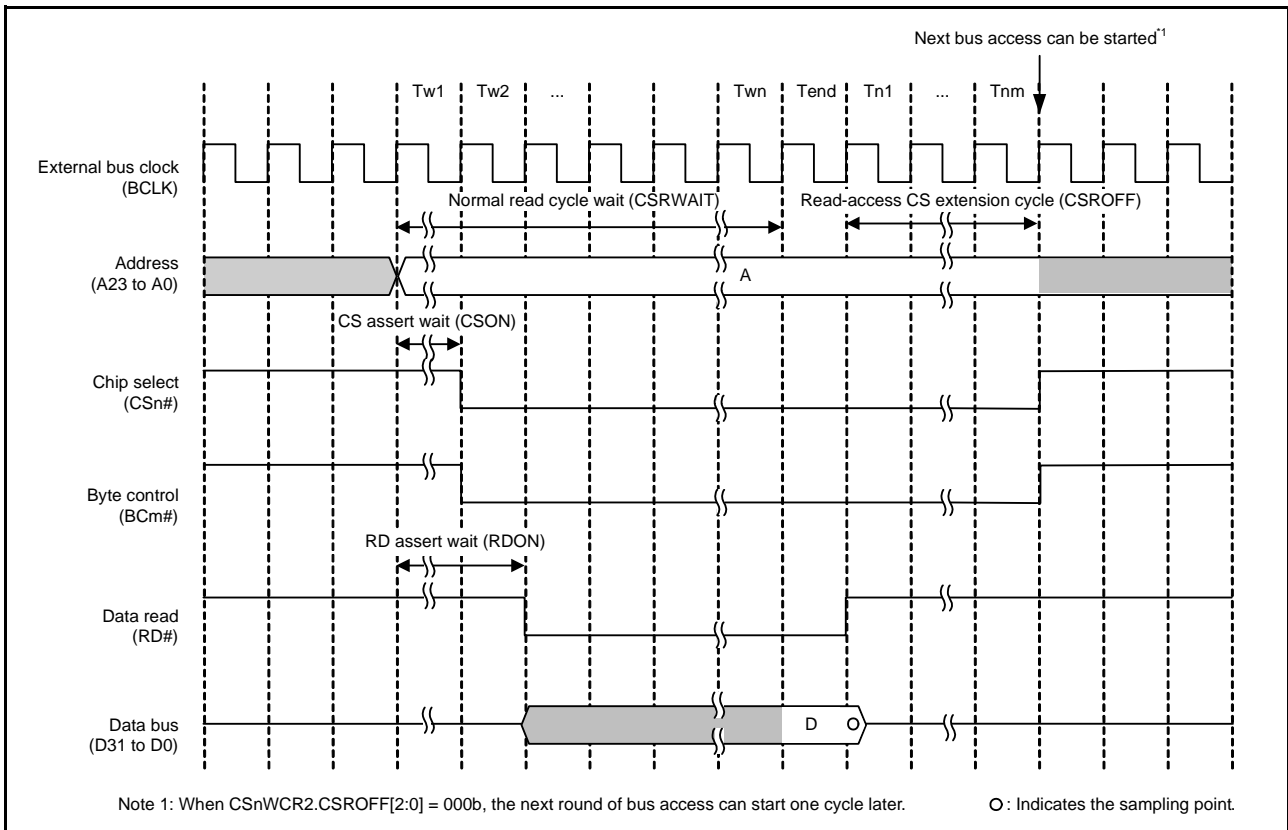 Next bus access can be started*1
Tw1 Tw2 ... Twn Tend Tn1 ... Tnm
External bus clock
(BCLK)
Normal read cycle wait (CSRWAIT) Read-access CS extension cycle (CSROFF)
Address
(A23 to A0)
A
CS assert wait (CSON)
Chip select
(CSn#)
Byte control
(BCm#)
RD assert wait (RDON)
Data read
(RD#)
Data bus
(D31 to D0)
D
Note 1: When CSnWCR2.CSROFF[2:0] = 000b, the next round of bus access can start one cycle later. O : Indicates the sampling point.